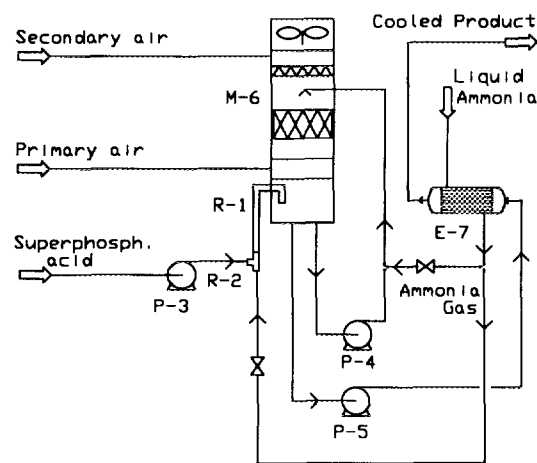 Secondary air
Cooled Product
Liquid
Ammonia
M-6
Primary air
R-1
E-7
Superphosph.
acid
R-2
P-3
Ammonia
Gas
P-4
P-5